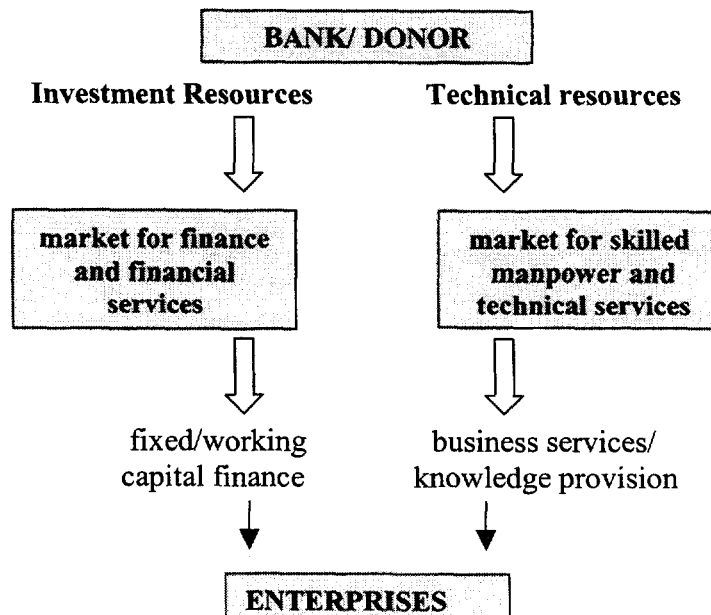 BANK/ DONOR
Investment Resources
Technical resources
market for finance
and financial
services
market for skilled
manpower and
technical services
fixed/working
capital finance
business services/
knowledge provision
ENTERPRISES